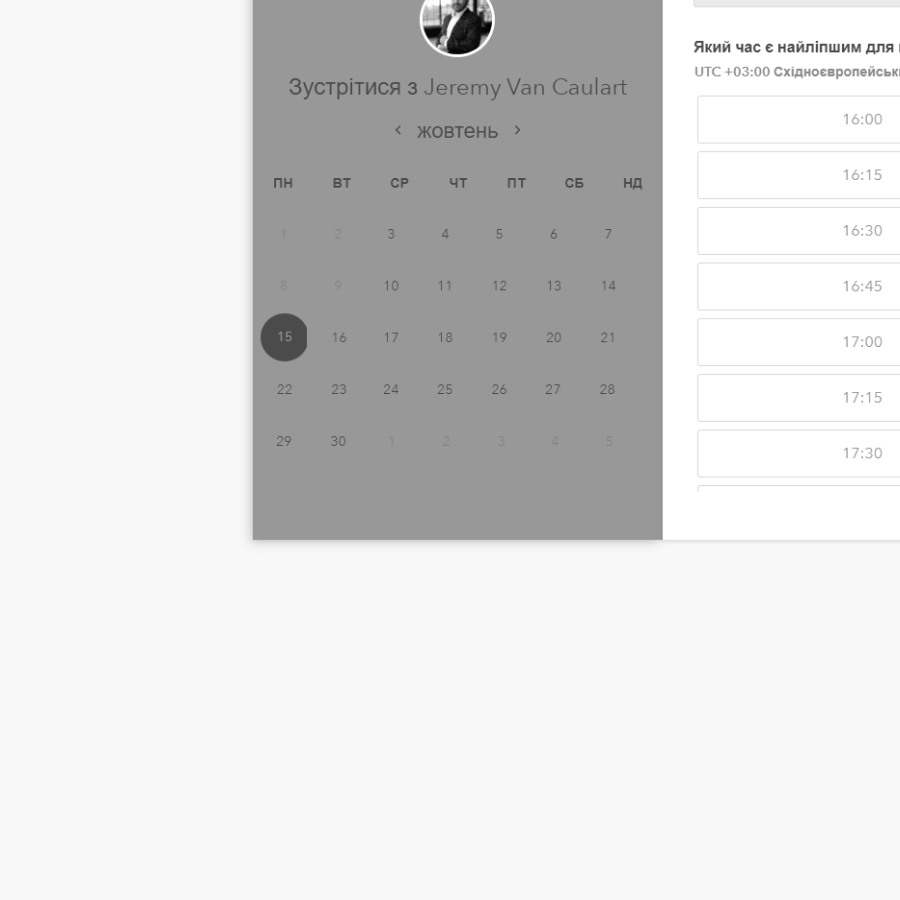 Зустрітися з Jeremy Van Caulart
‹ жовтень ›
ПН ВТ СР ЧТ ПТ СБ НД
1 2 3 4 5 6 7
8 9 10 11 12 13 14
15 16 17 18 19 20 21
22 23 24 25 26 27 28
29 30 1 2 3 4 5
Який час є найліпшим для
UTC +03:00
16:00
16:15
16:30
16:45
17:00
17:15
17:30